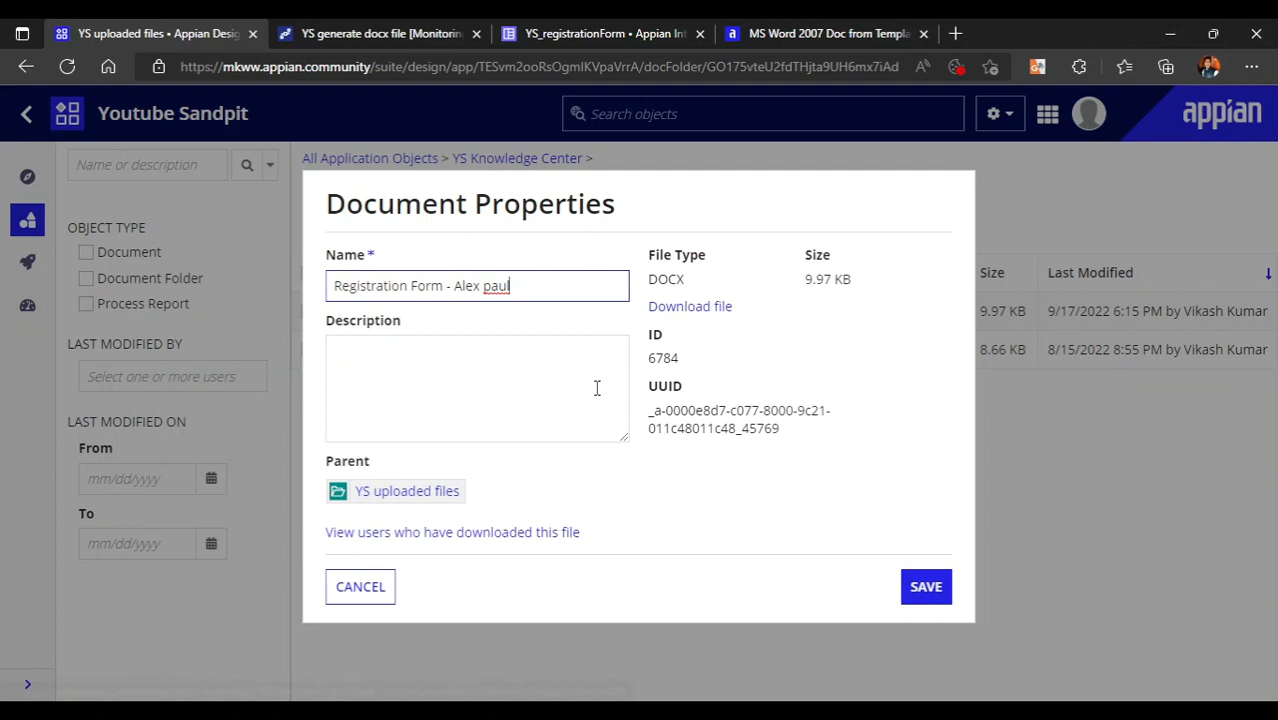 YS uploaded files • Appian Desig
YS generate docx file [Monitorin
YS_registrationForm • Appian Int
MS Word 2007 Doc from Templa
https://mkww.appian.community/suite/design/app/TESvm2ooRsOgmlKVpaVrrA/docFolder/GO175vteU2fdTHjta9UH6mx7iAd
Youtube Sandpit
Search objects
appian
Name or description
All Application Objects > YS Knowledge Center >
OBJECT TYPE
Document
Document Folder
Process Report
LAST MODIFIED BY
Select one or more users
LAST MODIFIED ON
From
mm/dd/yyyy
To
mm/dd/yyyy
Document Properties
Name *
Registration Form - Alex paul
Description
Parent
YS uploaded files
View users who have downloaded this file
File Type
DOCX
Download file
Size
9.97 KB
ID
6784
UUID
_a-0000e8d7-c077-8000-9c21-
011c48011c48_45769
CANCEL
SAVE
Size
Last Modified
9.97 KB
9/17/2022 6:15 PM by Vikash Kumar
8.66 KB
8/15/2022 8:55 PM by Vikash Kumar